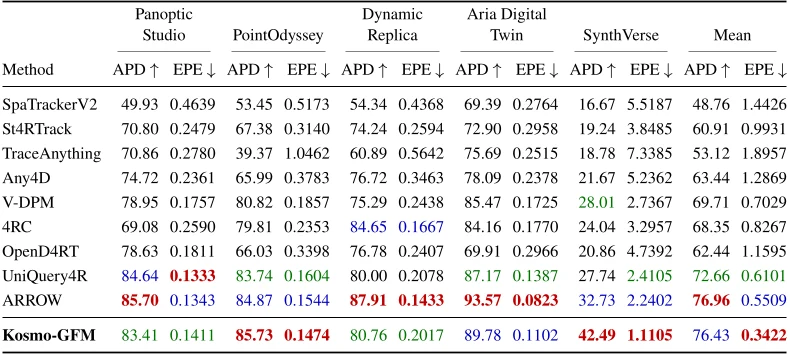 Panoptic Dynamic Aria Digital
Studio PointOdyssey Replica Twin SynthVerse Mean
Method APD ↑ EPE ↓ APD ↑ EPE ↓ APD ↑ EPE ↓ APD ↑ EPE ↓ APD ↑ EPE ↓ APD ↑ EPE ↓
SpaTrackerV2 49.93 0.4639 53.45 0.5173 54.34 0.4368 69.39 0.2764 16.67 5.5187 48.76 1.4426
St4RTrack 70.80 0.2479 67.38 0.3140 74.24 0.2594 72.90 0.2958 19.24 3.8485 60.91 0.9931
TraceAnything 70.86 0.2780 39.37 1.0462 60.89 0.5642 75.69 0.2515 18.78 7.3385 53.12 1.8957
Any4D 74.72 0.2361 65.99 0.3783 76.72 0.3463 78.09 0.2378 21.67 5.2362 63.44 1.2869
V-DPM 78.95 0.1757 80.82 0.1857 75.29 0.2438 85.47 0.1725 28.01 2.7367 69.71 0.7029
4RC 69.08 0.2590 79.81 0.2353 84.65 0.1667 84.16 0.1770 24.04 3.2957 68.35 0.8267
OpenD4RT 78.63 0.1811 66.03 0.3398 76.78 0.2407 69.91 0.2966 20.86 4.7392 62.44 1.1595
UniQuery4R 84.64 0.1333 83.74 0.1604 80.00 0.2078 87.17 0.1387 27.74 2.4105 72.66 0.6101
ARROW 85.70 0.1343 84.87 0.1544 87.91 0.1433 93.57 0.0823 32.73 2.2402 76.96 0.5509
Kosmo-GFM 83.41 0.1411 85.73 0.1474 80.76 0.2017 89.78 0.1102 42.49 1.1105 76.43 0.3422